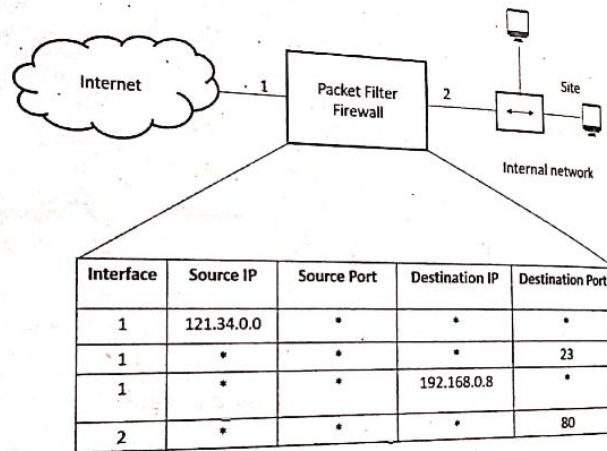 Internet
1
Packet Filter
Firewall
2
Site
Internal network
Interface Source IP Source Port Destination IP Destination Port
1 121.34.0.0 * * *
1 * * * 23
1 * * 192.168.0.8 *
2 * * * 80